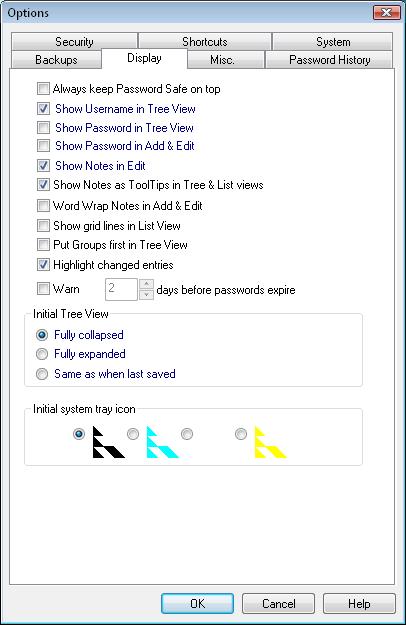 Options
Security Shortcuts System
Backups Display Misc. Password History
Always keep Password Safe on top
Show Username in Tree View
Show Password in Tree View
Show Password in Add & Edit
Show Notes in Edit
Show Notes as ToolTips in Tree & List views
Word Wrap Notes in Add & Edit
Show grid lines in List View
Put Groups first in Tree View
Highlight changed entries
Warn 2 days before passwords expire
Initial Tree View
Fully collapsed
Fully expanded
Same as when last saved
Initial system tray icon
OK Cancel Help